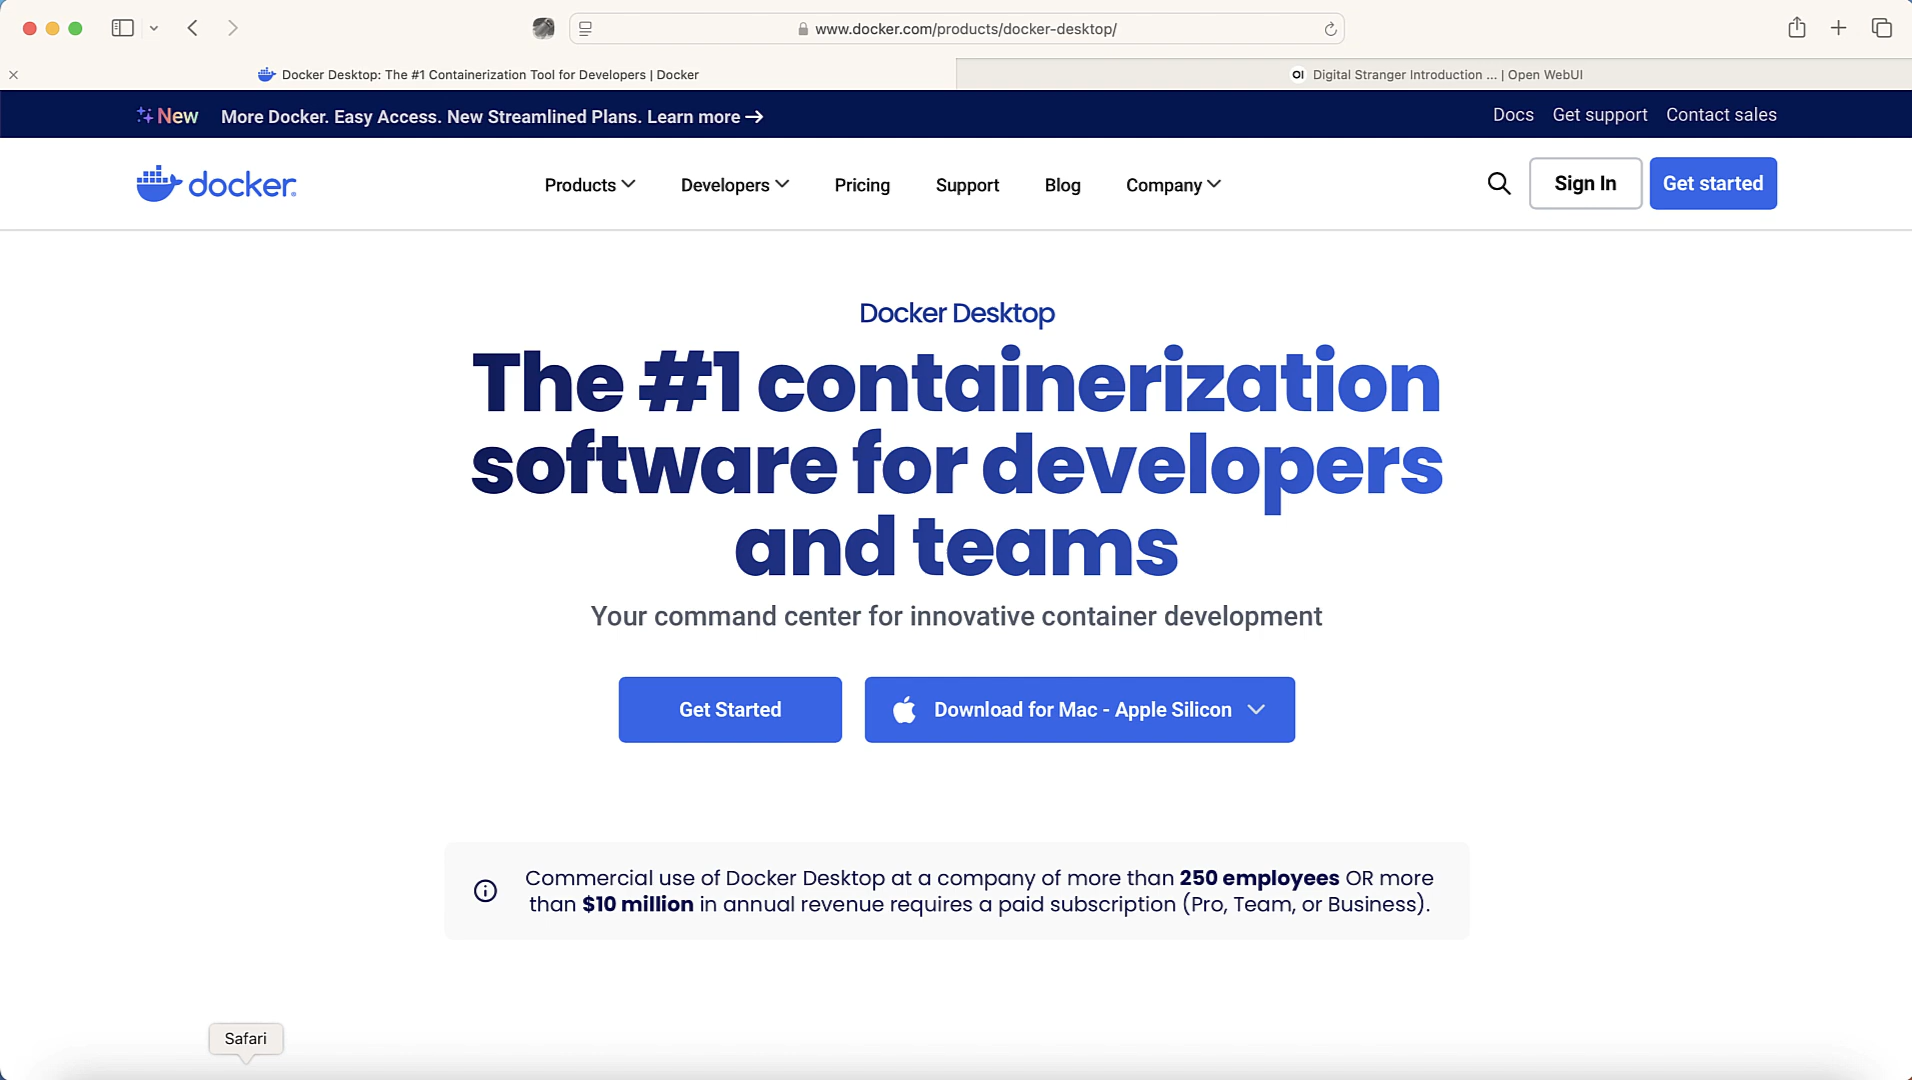 www.docker.com/products/docker-desktop/
Docker Desktop: The #1 Containerization Tool for Developers | Docker
OI Digital Stranger Introduction ... | Open WebUI
New More Docker. Easy Access. New Streamlined Plans. Learn more →
Docs Get support Contact sales
docker
Products Developers Pricing Support Blog Company
Sign In Get started
Docker Desktop
The #1 containerization
software for developers
and teams
Your command center for innovative container development
Get Started
Download for Mac - Apple Silicon
Commercial use of Docker Desktop at a company of more than 250 employees OR more
than $10 million in annual revenue requires a paid subscription (Pro, Team, or Business).
Safari